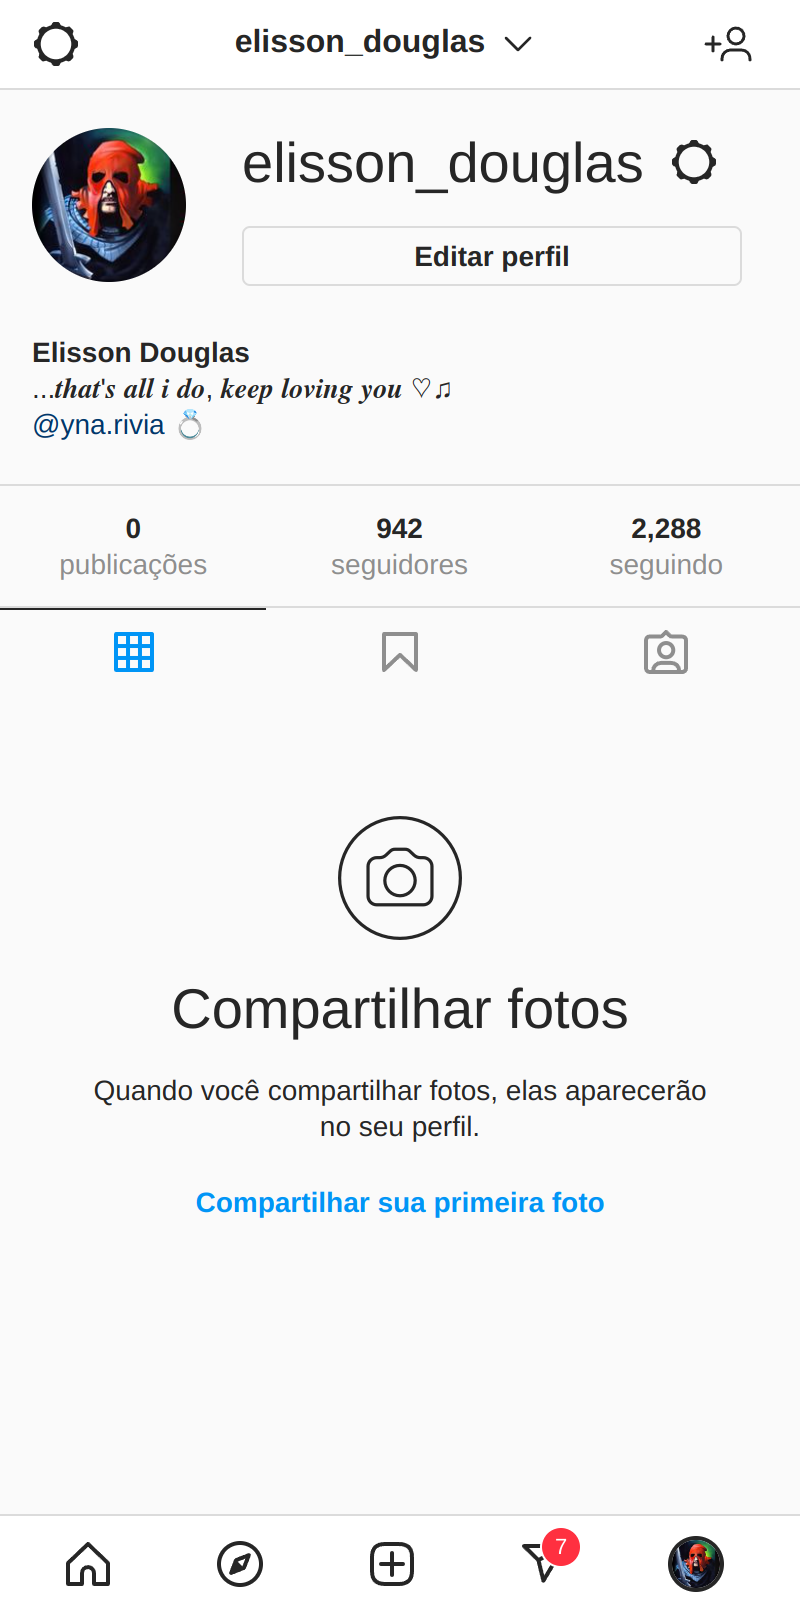 elisson_douglas
elisson_douglas
Editar perfil
Elisson Douglas
...that's all i do, keep loving you ♡♫
@yna.rivia 💍
0 942 2,288
publicações seguidores seguindo
Compartilhar fotos
Quando você compartilhar fotos, elas aparecerão
no seu perfil.
Compartilhar sua primeira foto
7